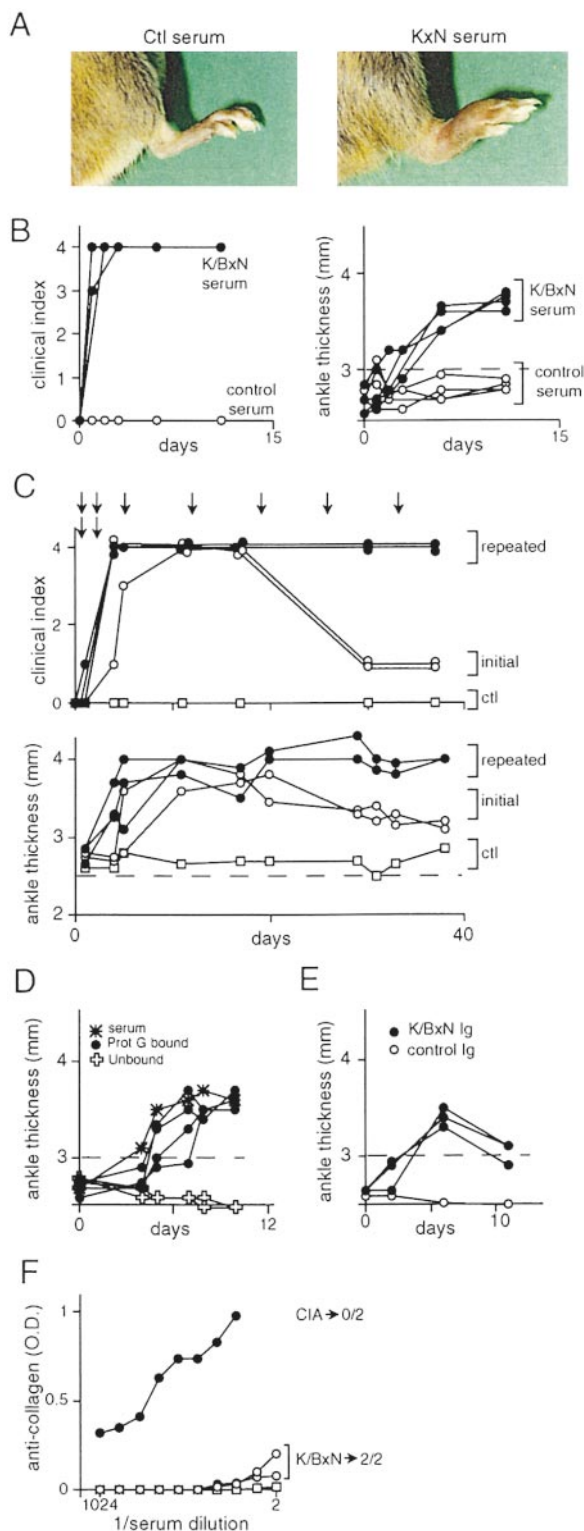 A
Ctl serum
KxN serum
B
clinical index
4
3
2
1
0
0
15
days
K/BxN
serum
control
serum
ankle thickness (mm)
4
3
0
15
days
K/BxN
serum
control
serum
C
clinical index
4
2
0
repeated
initial
ctl
ankle thickness (mm)
4
3
2
0
40
days
repeated
initial
ctl
D
ankle thickness (mm)
4
3
0
12
days
serum
Prot G bound
Unbound
E
ankle thickness (mm)
4
3
0
10
days
K/BxN Ig
control Ig
F
anti-collagen (O.D.)
1
0.5
0
1024
2
1/serum dilution
CIA→0/2
K/BxN→2/2